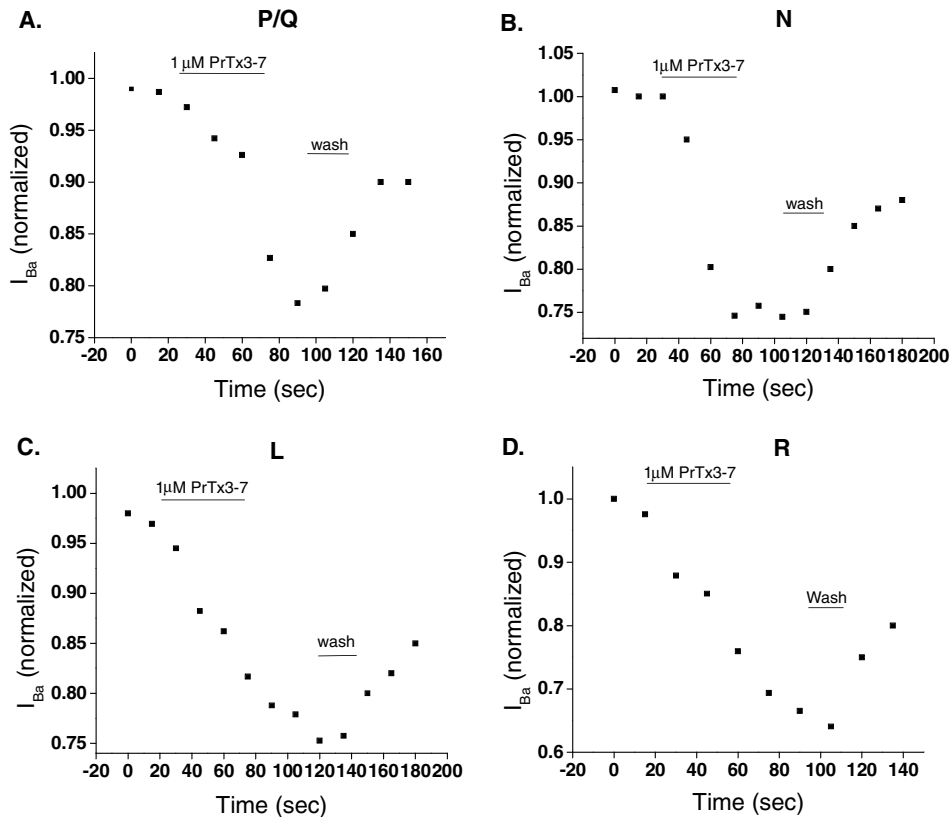 A.
P/Q
1 μM PrTx3-7
wash
1.00
0.95
0.90
0.85
0.80
0.75
I_Ba (normalized)
-20 0 20 40 60 80 100 120 140 160
Time (sec)
B.
N
1μM PrTx3-7
wash
1.00
0.95
0.90
0.85
0.80
0.75
I_Ba (normalized)
-20 0 20 40 60 80 100 120 140 160 180 200
Time (sec)
C.
L
1μM PrTx3-7
wash
1.00
0.95
0.90
0.85
0.80
0.75
I_Ba (normalized)
-20 0 20 40 60 80 100 120 140 160 180 200
Time (sec)
D.
R
1μM PrTx3-7
Wash
1.0
0.9
0.8
0.7
0.6
I_Ba (normalized)
-20 0 20 40 60 80 100 120 140
Time (sec)